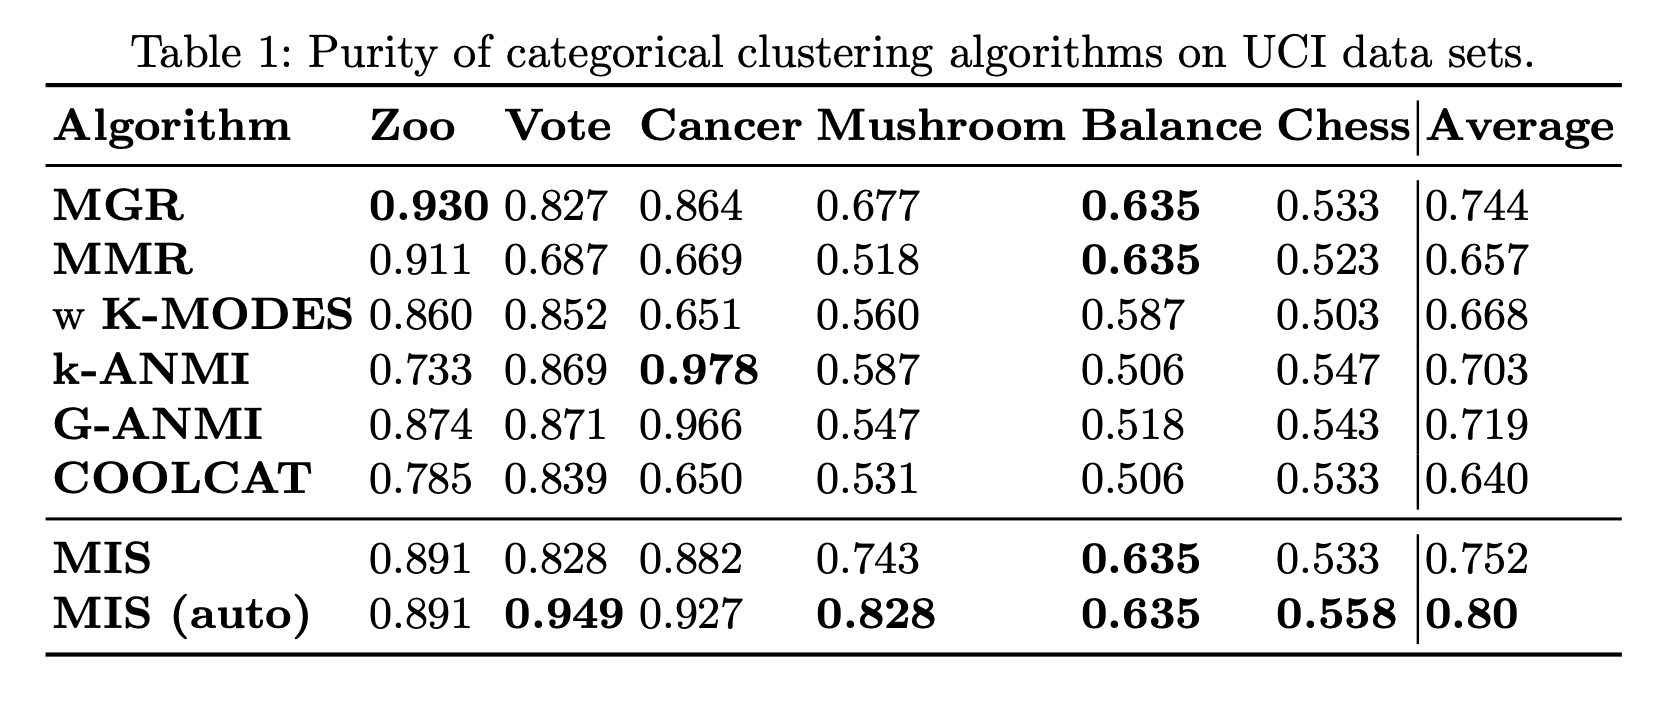 Table 1: Purity of categorical clustering algorithms on UCI data sets.
Algorithm Zoo Vote Cancer Mushroom Balance Chess Average
MGR 0.930 0.827 0.864 0.677 0.635 0.533 0.744
MMR 0.911 0.687 0.669 0.518 0.635 0.523 0.657
w K-MODES 0.860 0.852 0.651 0.560 0.587 0.503 0.668
k-ANMI 0.733 0.869 0.978 0.587 0.506 0.547 0.703
G-ANMI 0.874 0.871 0.966 0.547 0.518 0.543 0.719
COOLCAT 0.785 0.839 0.650 0.531 0.506 0.533 0.640
MIS 0.891 0.828 0.882 0.743 0.635 0.533 0.752
MIS (auto) 0.891 0.949 0.927 0.828 0.635 0.558 0.80